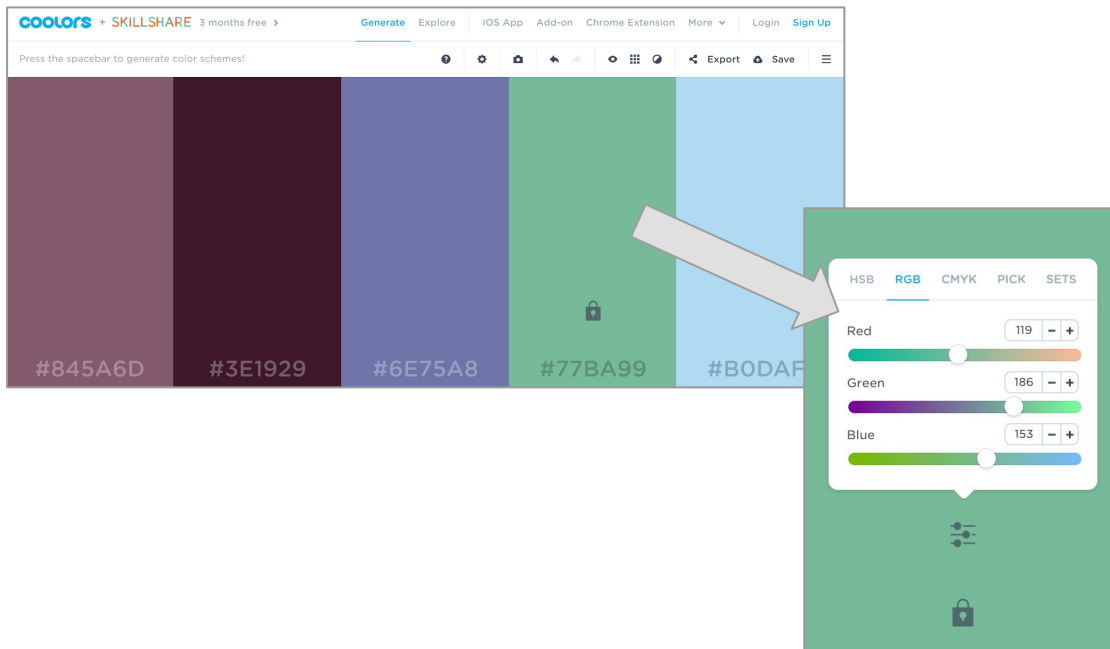 coolors + SKILLSHARE 3 months free > Generate Explore iOS App Add-on Chrome Extension More Login Sign Up
Press the spacebar to generate color schemes! Export Save
#845A6D #3E1929 #6E75A8 #77BA99 #B0DAF
HSB RGB CMYK PICK SETS
Red 119 - +
Green 186 - +
Blue 153 - +